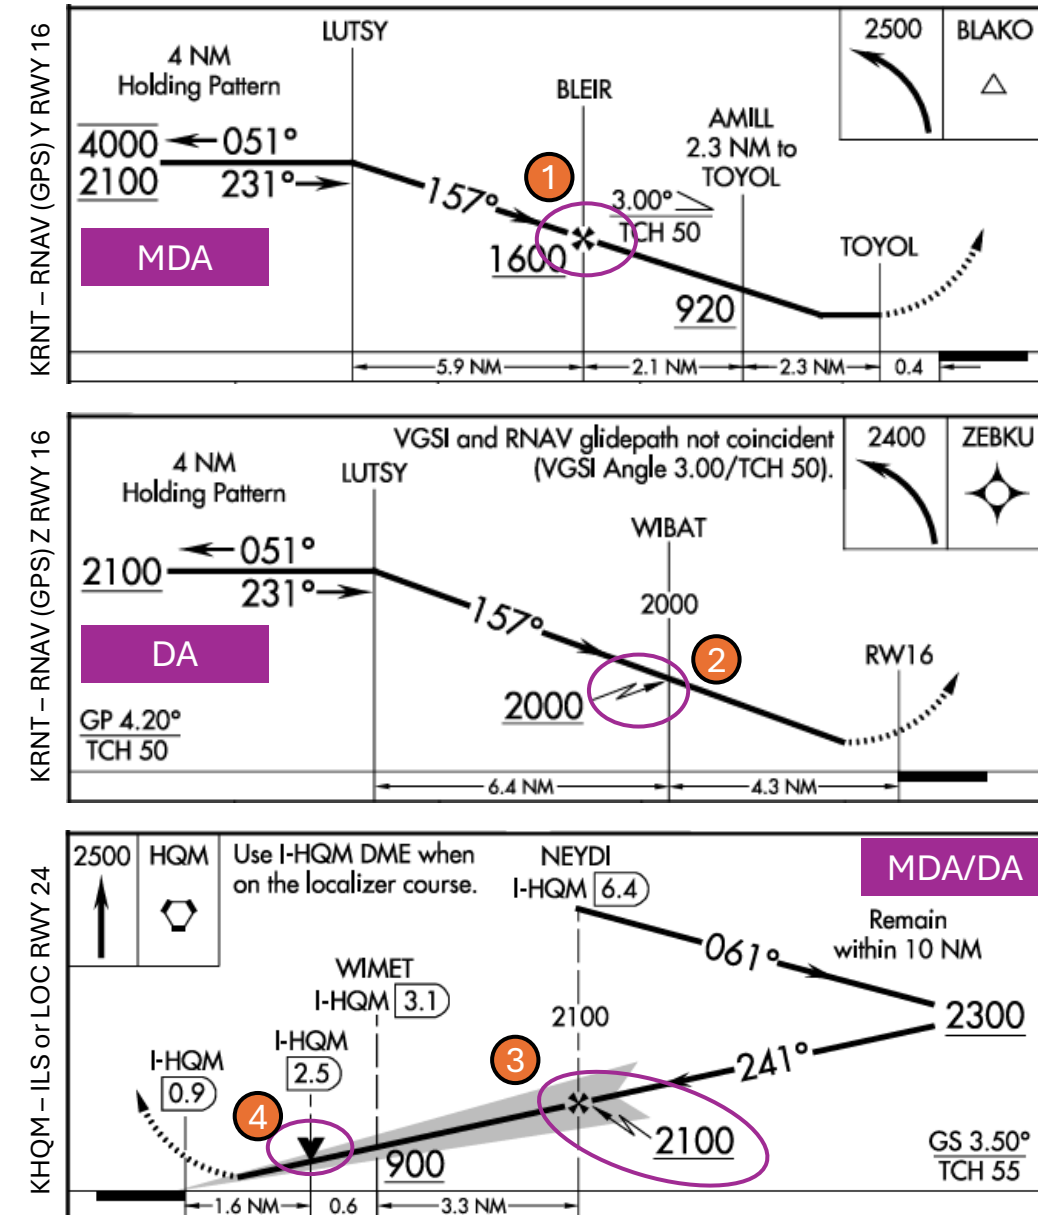 KRNT – RNAV (GPS) Y RWY 16
LUTSY
4 NM
Holding Pattern
4000
051°
2100
231°
MDA
157°
1
BLEIR
1600
3.00°
TCH 50
AMILL
2.3 NM to
TOYOL
920
TOYOL
2500
BLAKO
5.9 NM
2.1 NM
2.3 NM
0.4
KRNT – RNAV (GPS) Z RWY 16
VGSI and RNAV glidepath not coincident
(VGSI Angle 3.00/TCH 50).
4 NM
Holding Pattern
LUTSY
2100
051°
231°
DA
GP 4.20°
TCH 50
157°
WIBAT
2000
2
2000
RW16
2400
ZEBKU
6.4 NM
4.3 NM
KHQM – ILS or LOC RWY 24
2500
HQM
Use I-HQM DME when
on the localizer course.
NEYDI
I-HQM 6.4
MDA/DA
Remain
within 10 NM
061°
2300
241°
WIMET
I-HQM 3.1
2100
3
I-HQM
2.5
I-HQM
0.9
4
900
2100
GS 3.50°
TCH 55
1.6 NM
0.6
3.3 NM